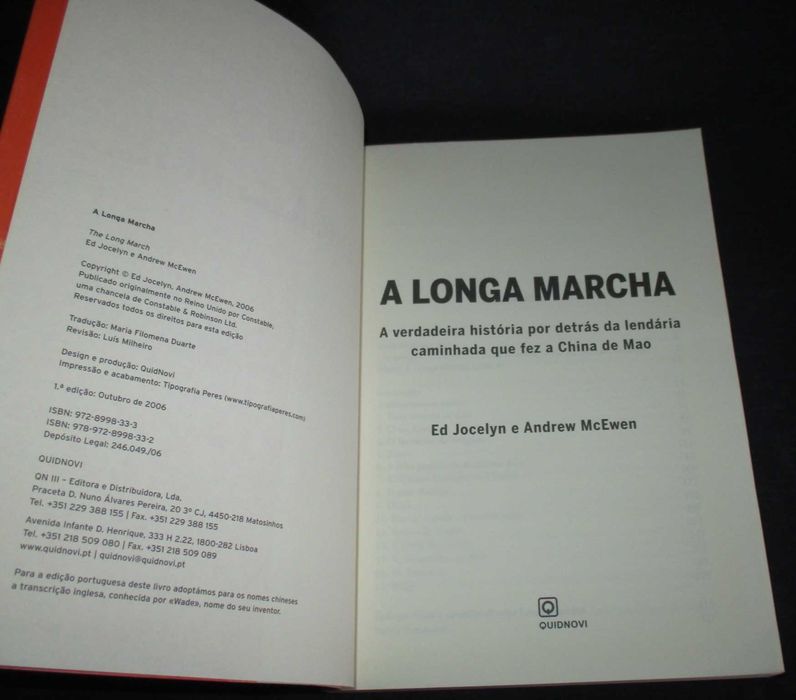 A Longa Marcha
The Long March
Ed Jocelyn e Andrew McEwen
Copyright © Ed Jocelyn, Andrew McEwen, 2006
Publicado originalmente no Reino Unido por Constable,
uma chancela de Constable & Robinson Ltd.
Reservados todos os direitos para esta edição
Tradução: Maria Filomena Duarte
Revisão: Luís Milheiro
Design e produção: QuidNovi
Impressão e acabamento: Tipografia Peres (www.tipografiaperes.com)
1.ª edição: Outubro de 2006
ISBN: 972-8998-33-3
ISBN: 978-972-8998-33-2
Depósito Legal: 246.049./06
QUIDNOVI
QN III – Editora e Distribuidora, Lda.
Praceta D. Nuno Álvares Pereira, 20 3º CJ, 4450-218 Matosinhos
Tel. +351 229 388 155 | Fax. +351 229 388 155
Avenida Infante D. Henrique, 333 H 2.22, 1800-282 Lisboa
Tel. +351 218 509 080 | Fax. +351 218 509 089
www.quidnovi.pt | quidnovi@quidnovi.pt
Para a edição portuguesa deste livro adoptámos para os nomes chineses
a transcrição inglesa, conhecida por «Wade», nome do seu inventor.
A LONGA MARCHA
A verdadeira história por detrás da lendária
caminhada que fez a China de Mao
Ed Jocelyn e Andrew McEwen
QUIDNOVI